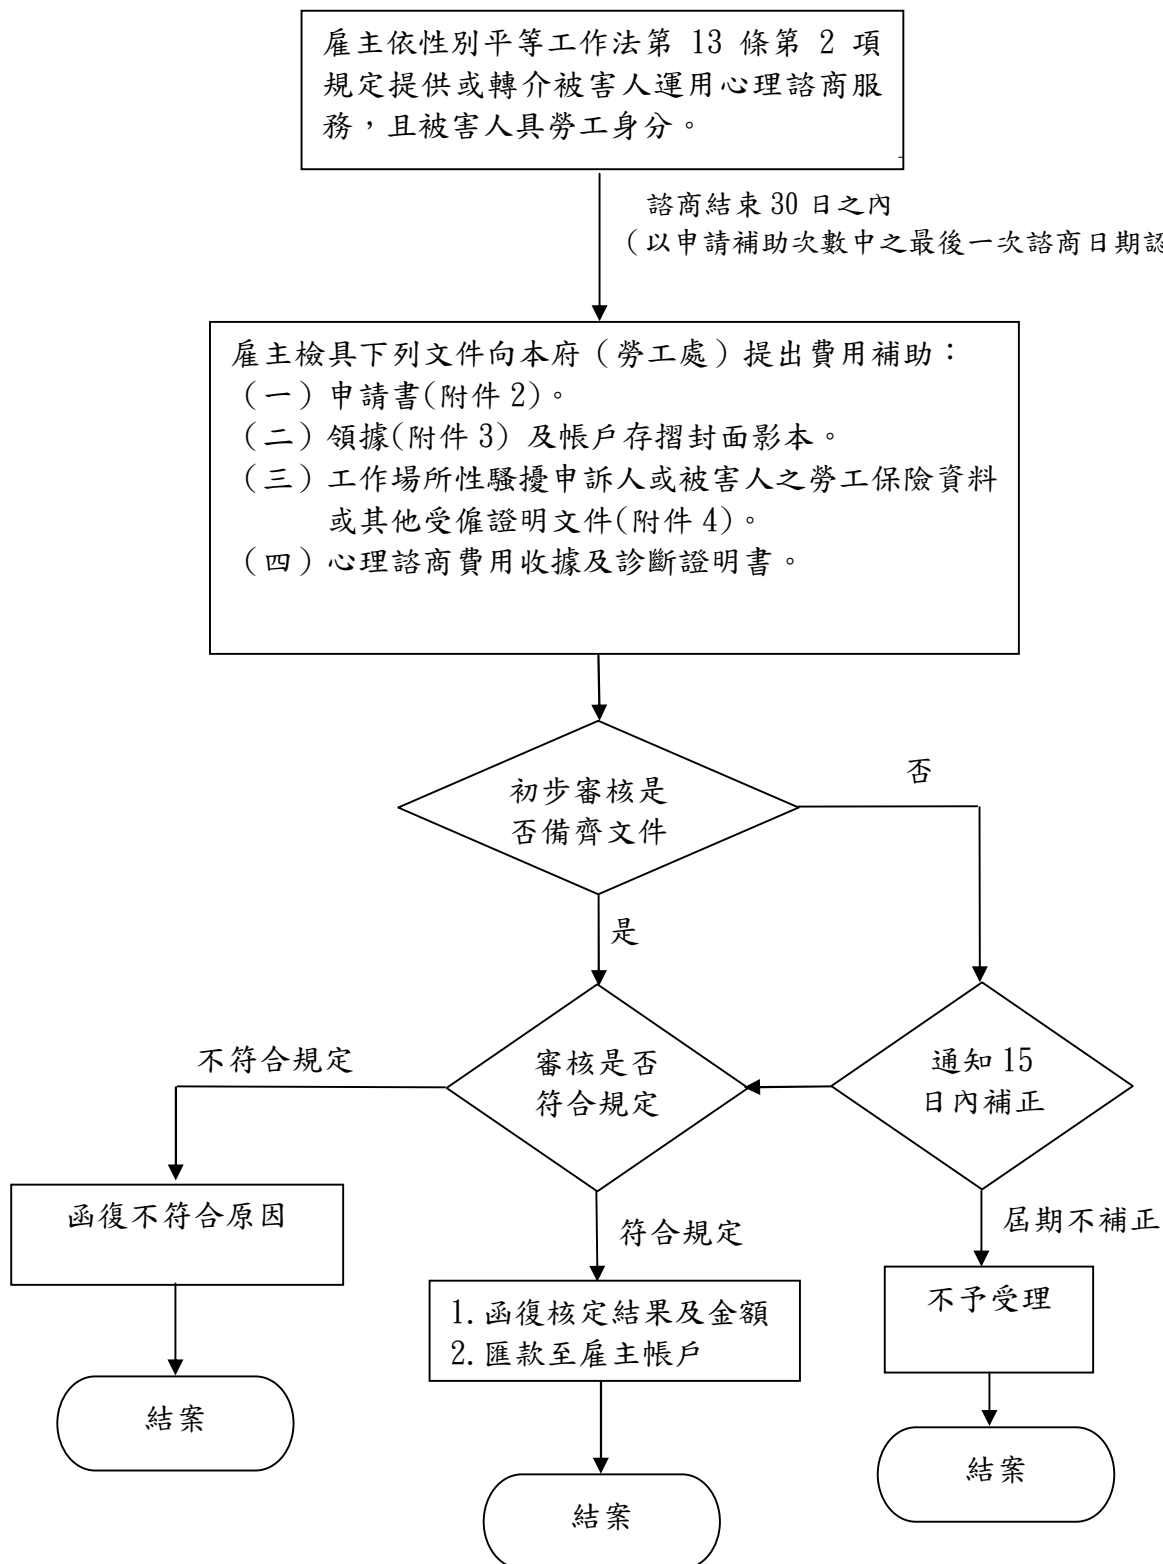 雇主依性別平等工作法第 13 條第 2 項
規定提供或轉介被害人運用心理諮商服
務，且被害人具勞工身分。
諮商結束 30 日之內
（以申請補助次數中之最後一次諮商日期認
雇主檢具下列文件向本府（勞工處）提出費用補助：
（一）申請書(附件 2)。
（二）領據(附件 3) 及帳戶存摺封面影本。
（三）工作場所性騷擾申訴人或被害人之勞工保險資料
或其他受僱證明文件(附件 4)。
（四）心理諮商費用收據及診斷證明書。
初步審核是
否備齊文件
否
是
不符合規定
審核是否
符合規定
通知 15
日內補正
函復不符合原因
符合規定
屆期不補正
1.函復核定結果及金額
2.匯款至雇主帳戶
不予受理
結案
結案
結案